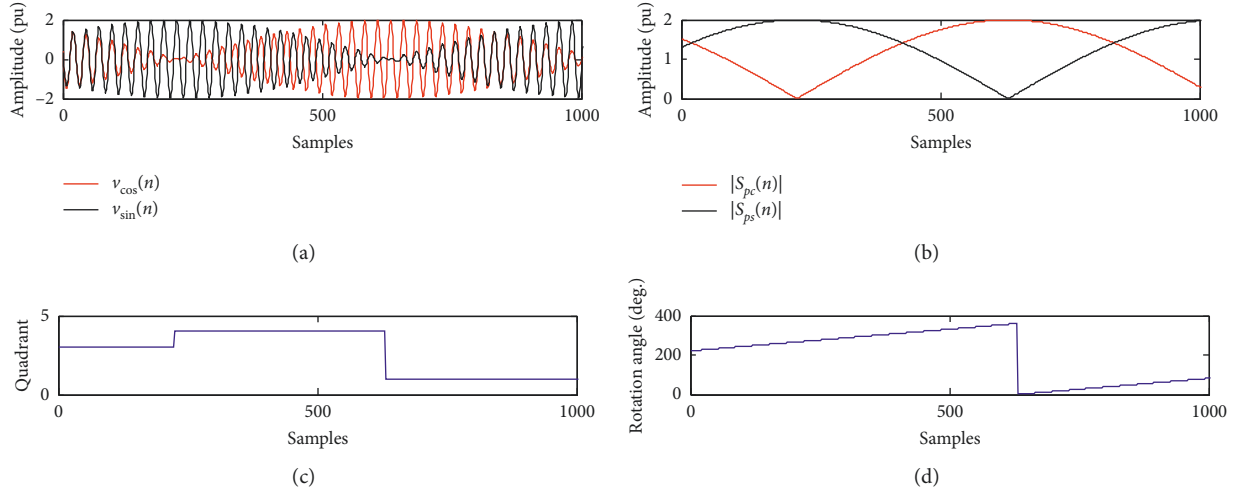 Amplitude (pu)
2
0
−2
0
500
1000
Samples
v_cos(n)
v_sin(n)
(a)
Amplitude (pu)
2
1
0
0
500
1000
Samples
|S_pc(n)|
|S_ps(n)|
(b)
Quadrant
5
0
0
500
1000
Samples
(c)
Rotation angle (deg.)
400
200
0
0
500
1000
Samples
(d)